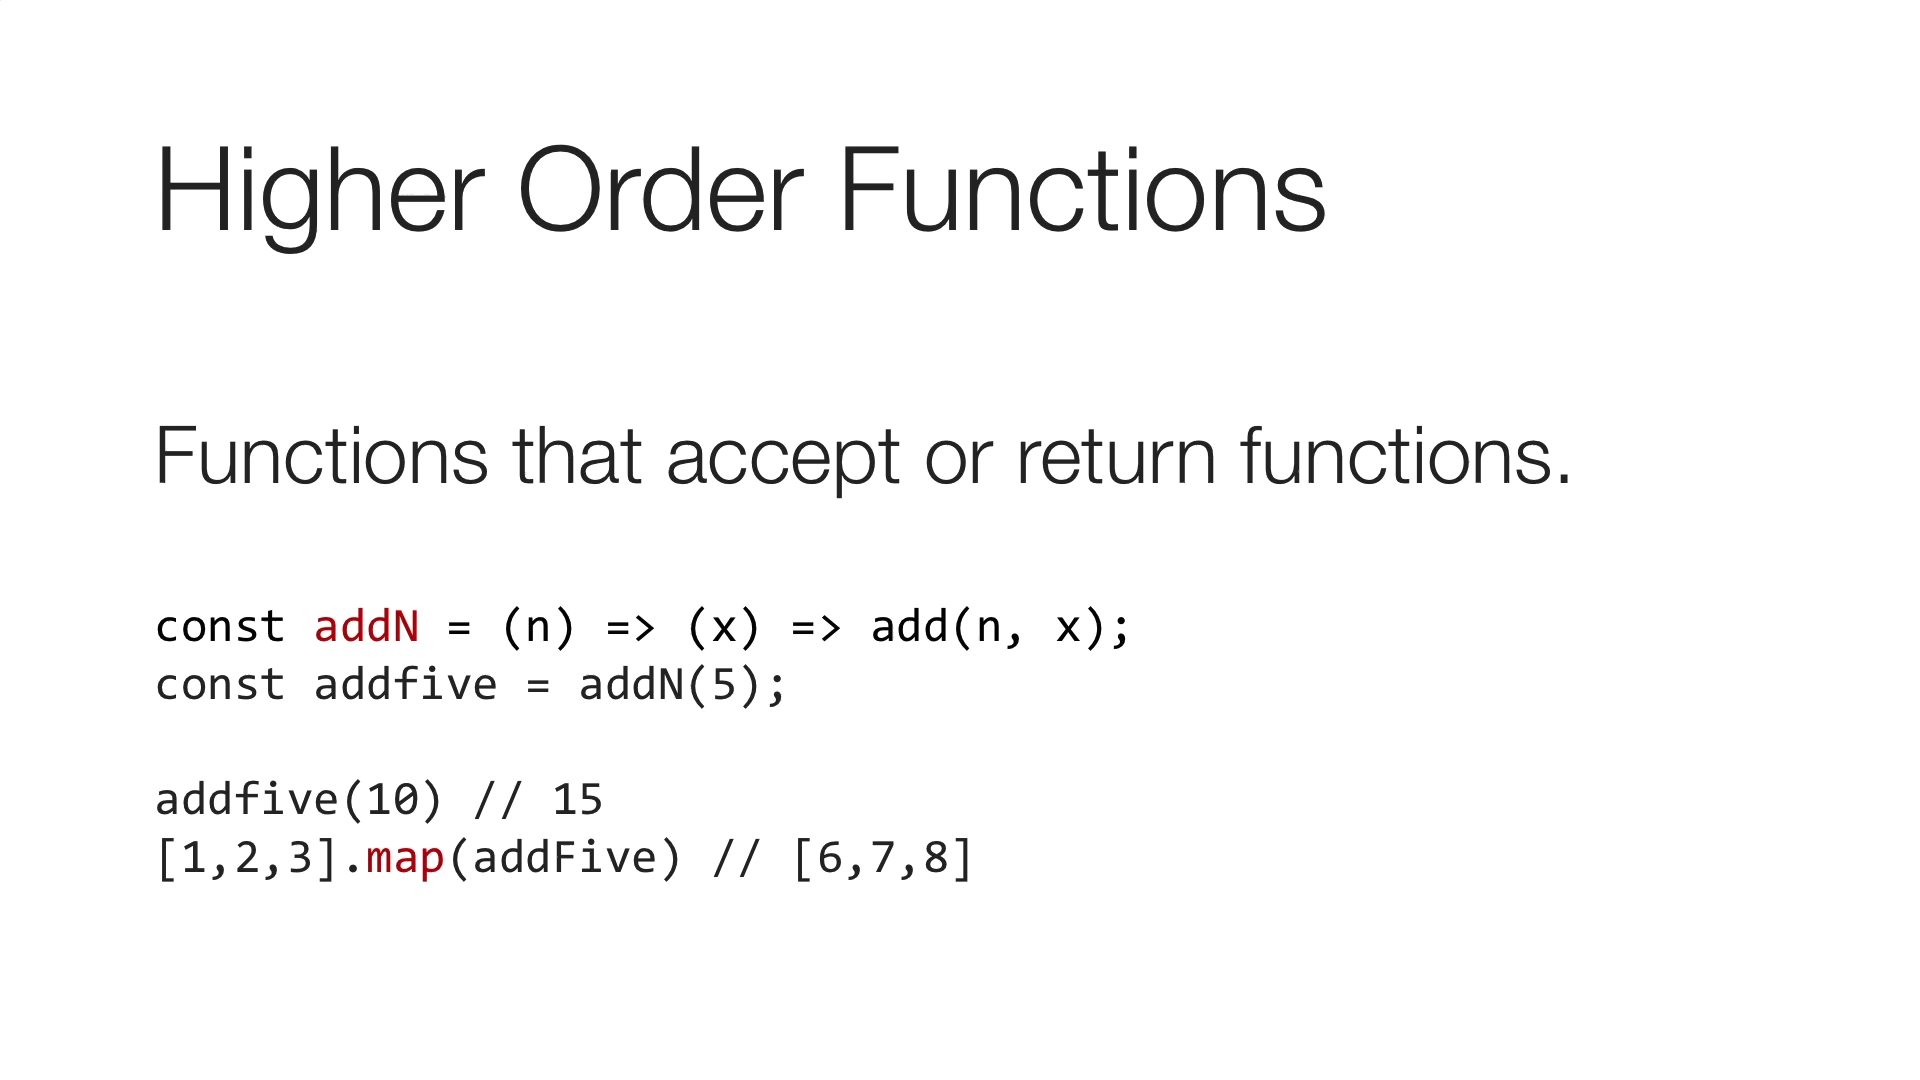 Higher Order Functions
Functions that accept or return functions.
const addN = (n) => (x) => add(n, x);
const addfive = addN(5);
addfive(10) // 15
[1,2,3].map(addFive) // [6,7,8]